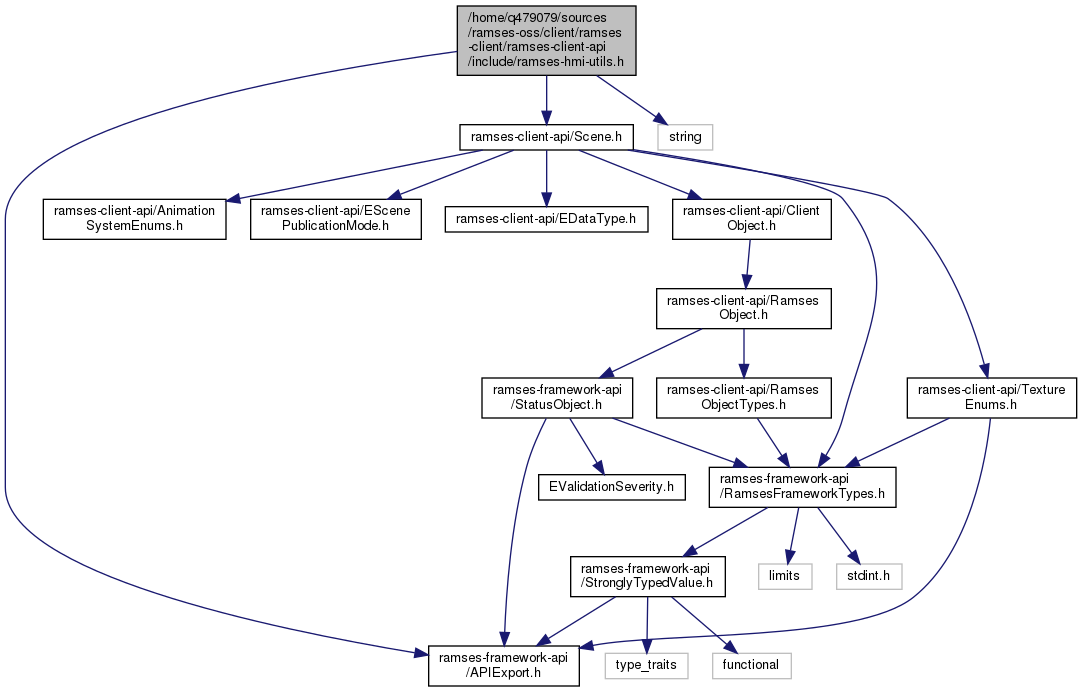 /home/q479079/sources
/ramses-oss/client/ramses
-client/ramses-client-api
/include/ramses-hmi-utils.h
ramses-client-api/Scene.h
string
ramses-client-api/Animation
SystemEnums.h
ramses-client-api/EScene
PublicationMode.h
ramses-client-api/EDataType.h
ramses-client-api/Client
Object.h
ramses-client-api/Ramses
Object.h
ramses-framework-api
/StatusObject.h
ramses-client-api/Ramses
ObjectTypes.h
ramses-client-api/Texture
Enums.h
EValidationSeverity.h
ramses-framework-api
/RamsesFrameworkTypes.h
ramses-framework-api
/StronglyTypedValue.h
limits
stdint.h
ramses-framework-api
/APIExport.h
type_traits
functional